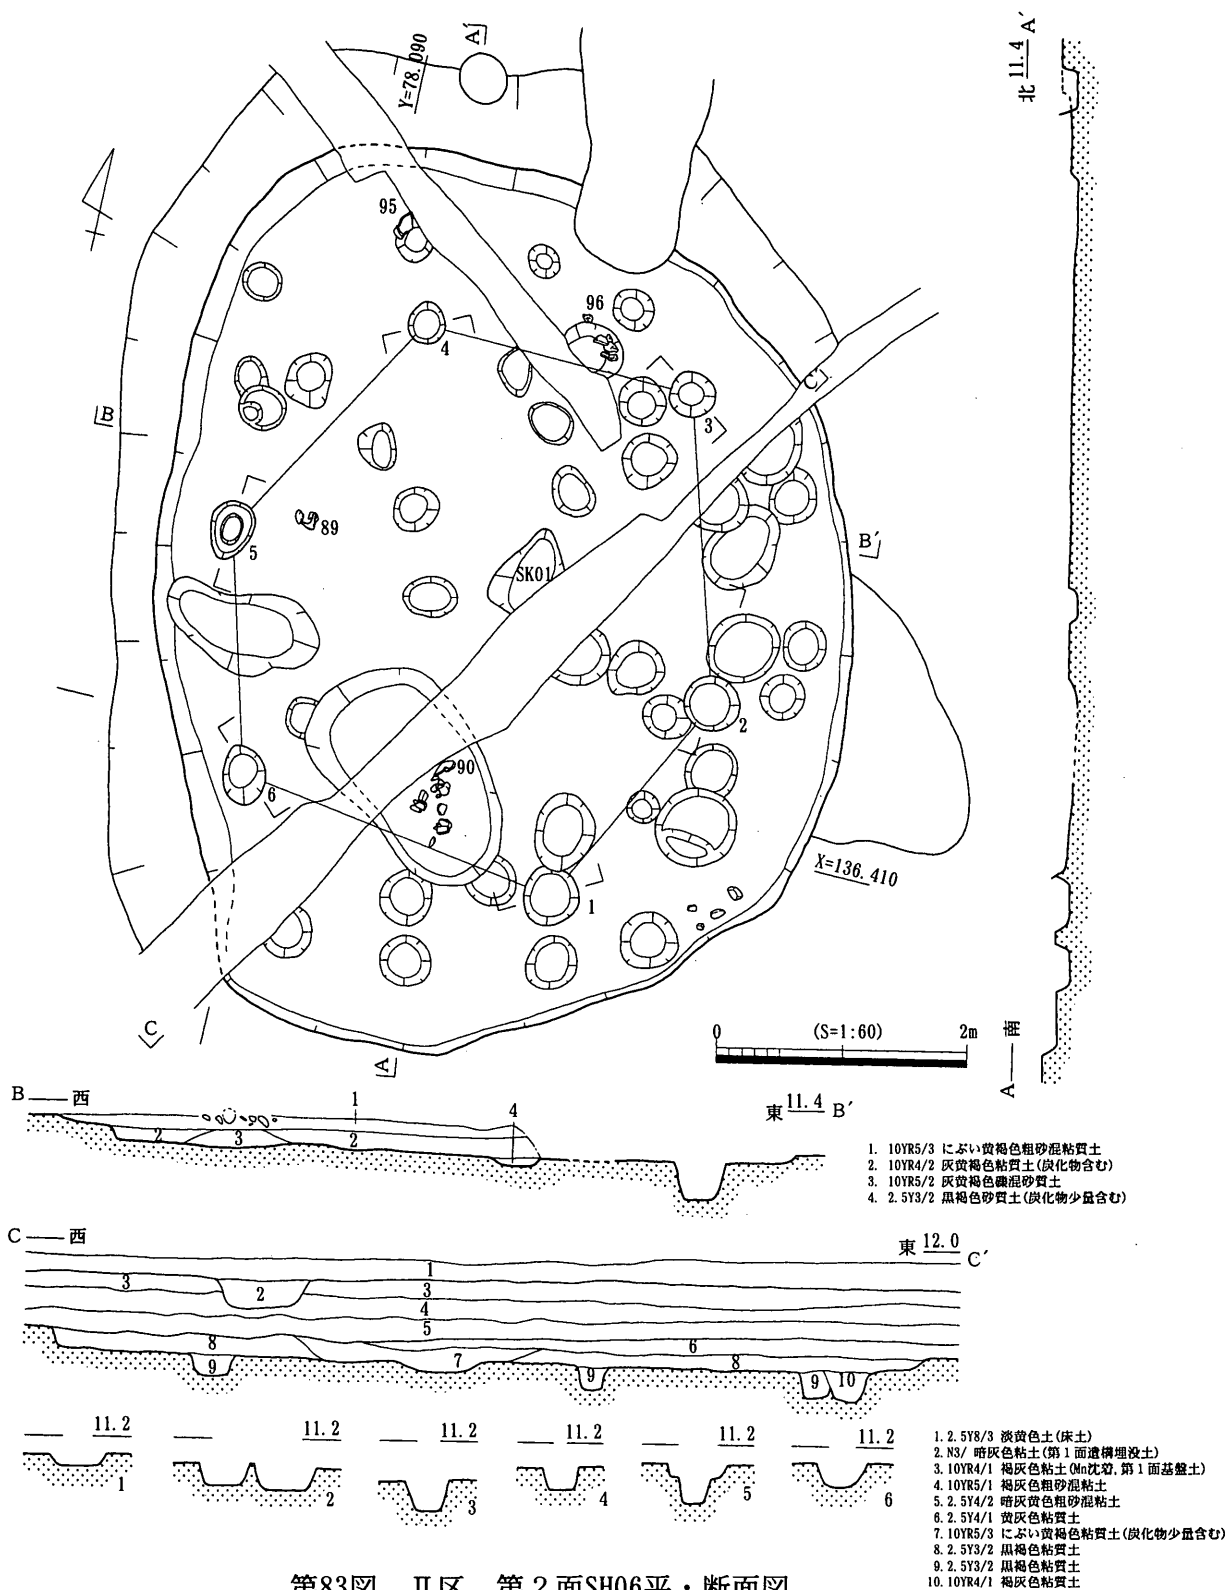 A′
Y=78.090
北 11.4 A′
95
96
4
3
C′
B
89
5
SK01
B′
2
90
6
1
X=136.410
C
A
0 (S=1:60) 2m
A 南
B 西
1
4
東 11.4 B′
2
3
2
1. 10YR5/3 にぶい黄褐色粗砂混粘質土
2. 10YR4/2 灰黄褐色粘質土(炭化物含む)
3. 10YR5/2 灰黄褐色礫混砂質土
4. 2.5Y3/2 黒褐色砂質土(炭化物少量含む)
C 西
東 12.0 C′
1
3
2
3
4
5
8
6
7
8
9
9
9
10
11.2
11.2
11.2
11.2
11.2
11.2
1
2
3
4
5
6
1. 2.5Y8/3 淡黄色土(床土)
2. N3/ 暗灰色粘土(第1面遺構埋没土)
3. 10YR4/1 褐灰色粘土(Mn沈着,第1面基盤土)
4. 10YR5/1 褐灰色粗砂混粘土
5. 2.5Y4/2 暗灰黄色粗砂混粘土
6. 2.5Y4/1 黄灰色粘質土
7. 10YR5/3 にぶい黄褐色粘質土(炭化物少量含む)
8. 2.5Y3/2 黒褐色粘質土
9. 2.5Y3/2 黒褐色粘質土
10. 10YR4/1 褐灰粘質土
第83図 Ⅱ区 第2面SH06平・断面図